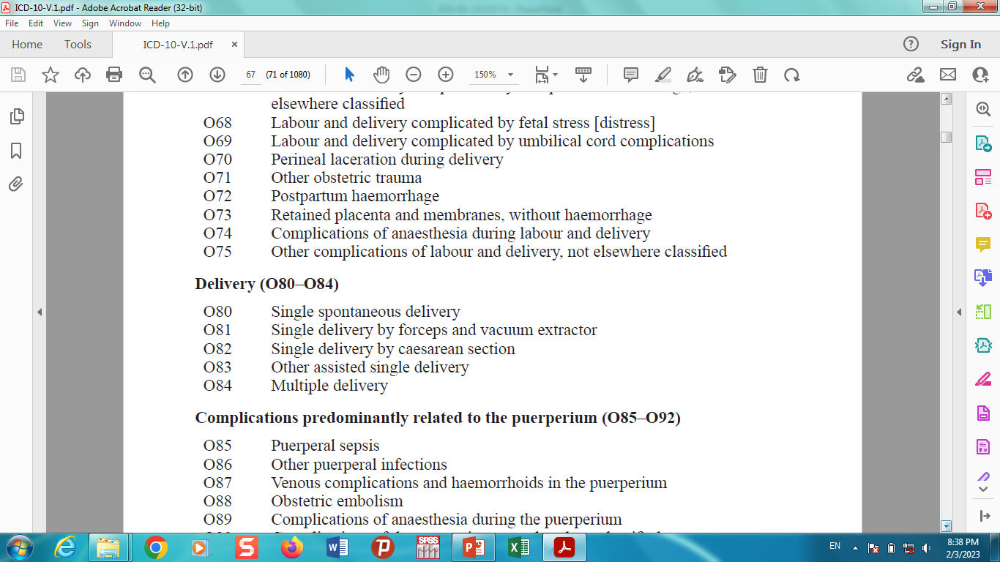 ICD-10-V.1.pdf - Adobe Acrobat Reader (32-bit)
File Edit View Sign Window Help
Home Tools ICD-10-V.1.pdf × ? Sign In
67 (71 of 1080) 150%
elsewhere classified
O68 Labour and delivery complicated by fetal stress [distress]
O69 Labour and delivery complicated by umbilical cord complications
O70 Perineal laceration during delivery
O71 Other obstetric trauma
O72 Postpartum haemorrhage
O73 Retained placenta and membranes, without haemorrhage
O74 Complications of anaesthesia during labour and delivery
O75 Other complications of labour and delivery, not elsewhere classified
Delivery (O80–O84)
O80 Single spontaneous delivery
O81 Single delivery by forceps and vacuum extractor
O82 Single delivery by caesarean section
O83 Other assisted single delivery
O84 Multiple delivery
Complications predominantly related to the puerperium (O85–O92)
O85 Puerperal sepsis
O86 Other puerperal infections
O87 Venous complications and haemorrhoids in the puerperium
O88 Obstetric embolism
O89 Complications of anaesthesia during the puerperium
SPSS
EN 8:38 PM
2/3/2023